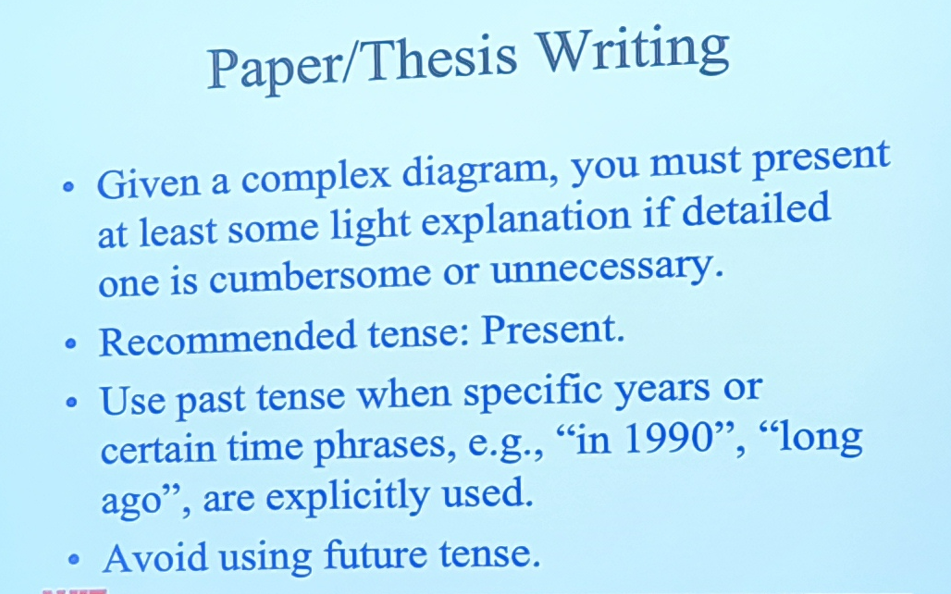 Paper/Thesis Writing
• Given a complex diagram, you must present
at least some light explanation if detailed
one is cumbersome or unnecessary.
• Recommended tense: Present.
• Use past tense when specific years or
certain time phrases, e.g., “in 1990”, “long
ago”, are explicitly used.
• Avoid using future tense.